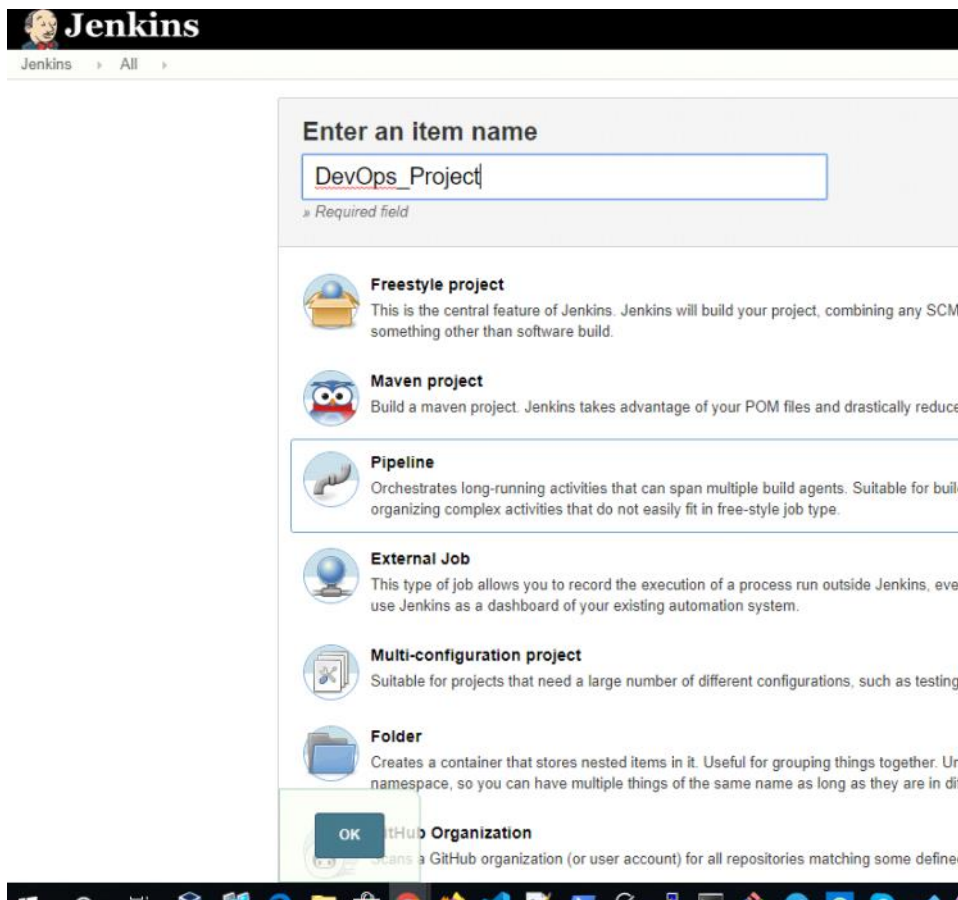 Jenkins
Jenkins All
Enter an item name
DevOps_Project
» Required field
Freestyle project
This is the central feature of Jenkins. Jenkins will build your project, combining any SCM
something other than software build.
Maven project
Build a maven project. Jenkins takes advantage of your POM files and drastically reduce
Pipeline
Orchestrates long-running activities that can span multiple build agents. Suitable for buil
organizing complex activities that do not easily fit in free-style job type.
External Job
This type of job allows you to record the execution of a process run outside Jenkins, eve
use Jenkins as a dashboard of your existing automation system.
Multi-configuration project
Suitable for projects that need a large number of different configurations, such as testing
Folder
Creates a container that stores nested items in it. Useful for grouping things together. Un
namespace, so you can have multiple things of the same name as long as they are in dif
OK
GitHub Organization
Scans a GitHub organization (or user account) for all repositories matching some define